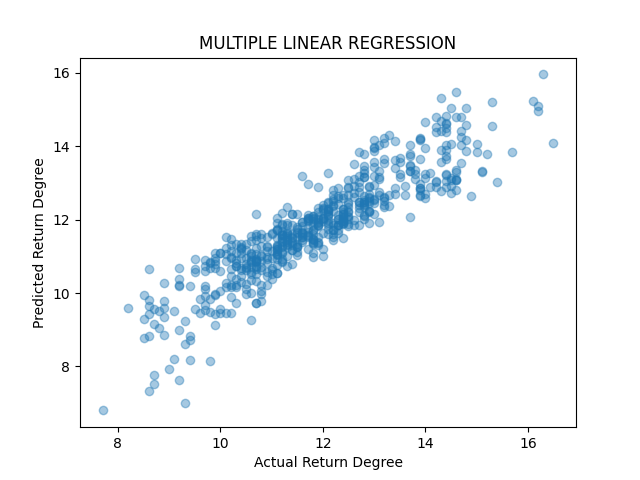 MULTIPLE LINEAR REGRESSION
16
14
12
10
8
Predicted Return Degree
8 10 12 14 16
Actual Return Degree